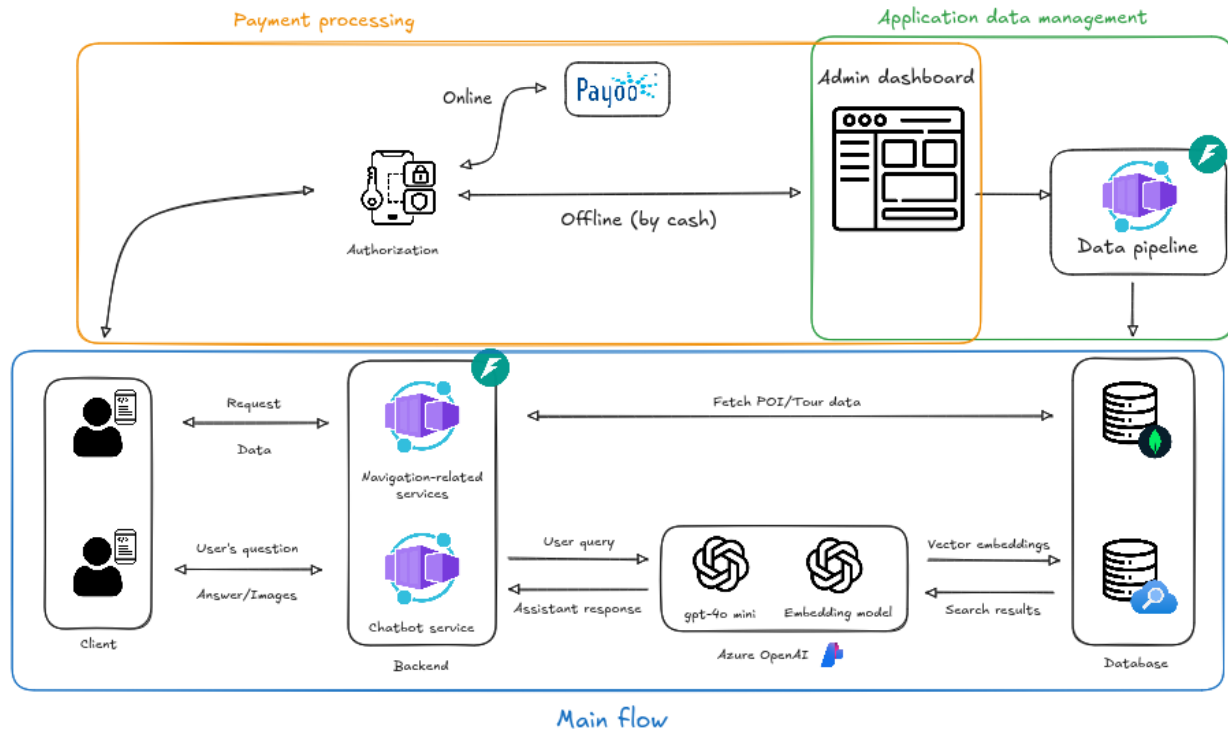 Payment processing
Application data management
Online
Payoo
Admin dashboard
Offline (by cash)
Authorization
Data pipeline
Request
Data
Navigation-related
services
Fetch POI/Tour data
User's question
Answer/Images
Chatbot service
User query
Assistant response
gpt-4o mini
Embedding model
Vector embeddings
Search results
Client
Backend
Azure OpenAI
Database
Main flow